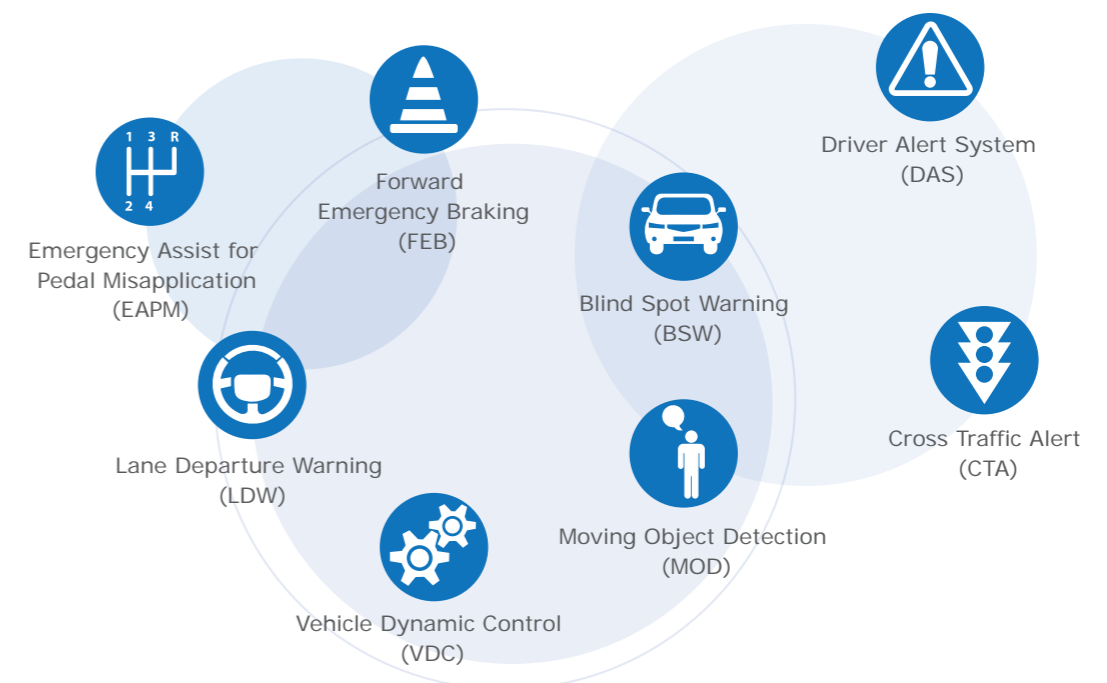 Driver Alert System
(DAS)
1 3 R
2 4
Forward
Emergency Braking
(FEB)
Emergency Assist for
Pedal Misapplication
(EAPM)
Blind Spot Warning
(BSW)
Cross Traffic Alert
(CTA)
Lane Departure Warning
(LDW)
Moving Object Detection
(MOD)
Vehicle Dynamic Control
(VDC)